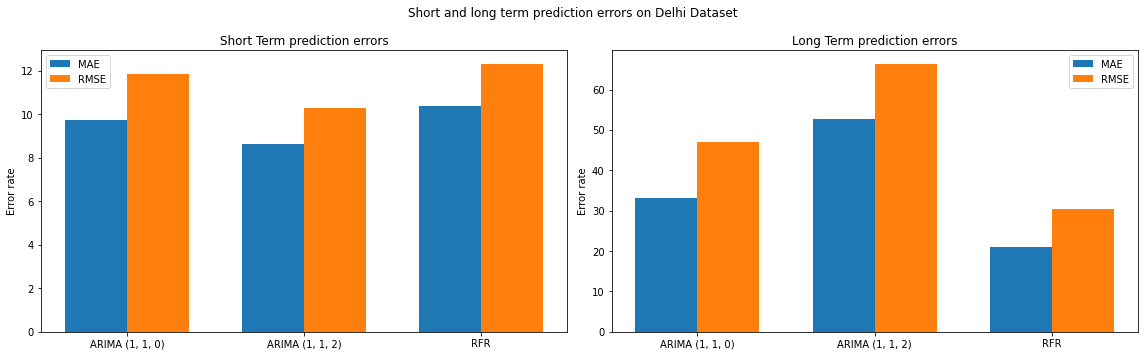 Short and long term prediction errors on Delhi Dataset
Short Term prediction errors
MAE
RMSE
Error rate
12
10
8
6
4
2
0
ARIMA (1, 1, 0)
ARIMA (1, 1, 2)
RFR
Long Term prediction errors
MAE
RMSE
Error rate
60
50
40
30
20
10
0
ARIMA (1, 1, 0)
ARIMA (1, 1, 2)
RFR